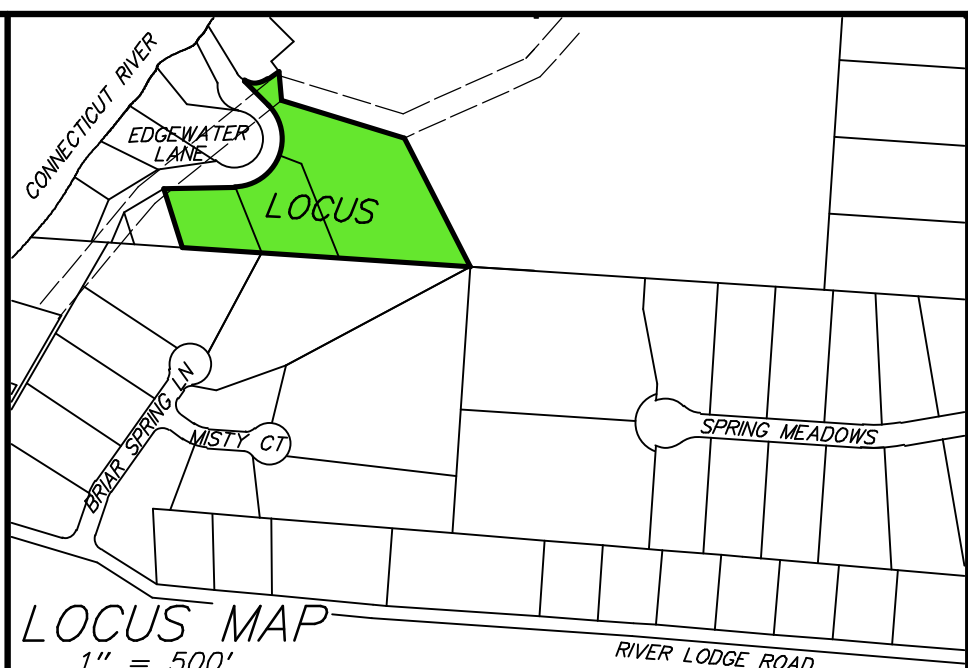 CONNECTICUT RIVER
EDGEWATER
LANE
LOCUS
BRIAR SPRING LN
MISTY CT
SPRING MEADOWS
LOCUS MAP
1" = 500'
RIVER LODGE ROAD